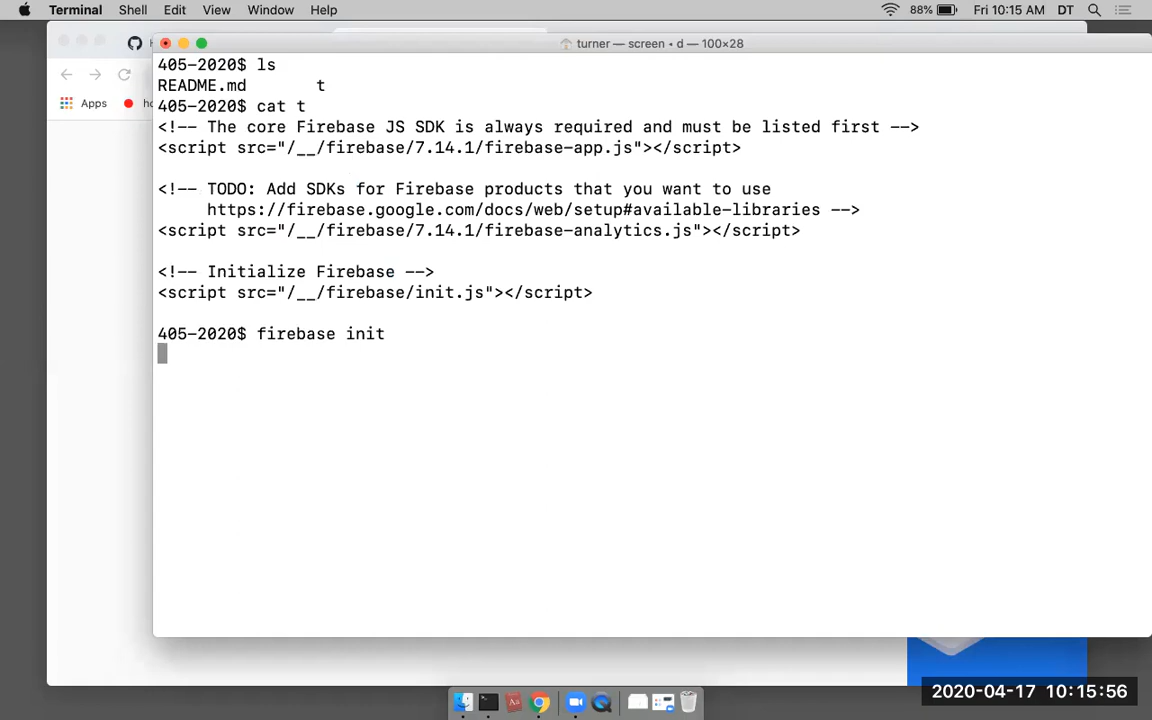 Terminal Shell Edit View Window Help 88% Fri 10:15 AM DT
turner — screen • d — 100×28
Apps
405-2020$ ls
README.md t
405-2020$ cat t
<!-- The core Firebase JS SDK is always required and must be listed first -->
<script src="/__/firebase/7.14.1/firebase-app.js"></script>
<!-- TODO: Add SDKs for Firebase products that you want to use
https://firebase.google.com/docs/web/setup#available-libraries -->
<script src="/__/firebase/7.14.1/firebase-analytics.js"></script>
<!-- Initialize Firebase -->
<script src="/__/firebase/init.js"></script>
405-2020$ firebase init
2020-04-17 10:15:56